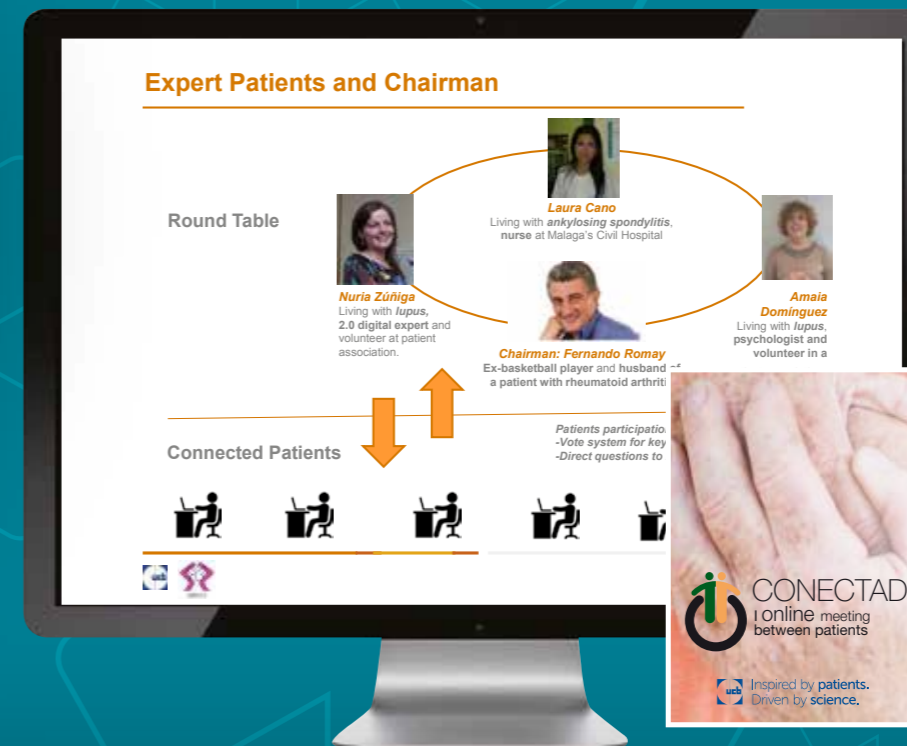 Expert Patients and Chairman
Round Table
Laura Cano
Living with ankylosing spondylitis,
nurse at Malaga's Civil Hospital
Nuria Zúñiga
Living with lupus,
2.0 digital expert and
volunteer at patient
association.
Amaia
Domínguez
Living with lupus,
psychologist and
volunteer in a
Chairman: Fernando Romay
Ex-basketball player and husband of
a patient with rheumatoid arthriti
Connected Patients
Patients participatio
-Vote system for key
-Direct questions to
CONECTAD
I online meeting
between patients
ucb
Inspired by patients.
Driven by science.
ucb